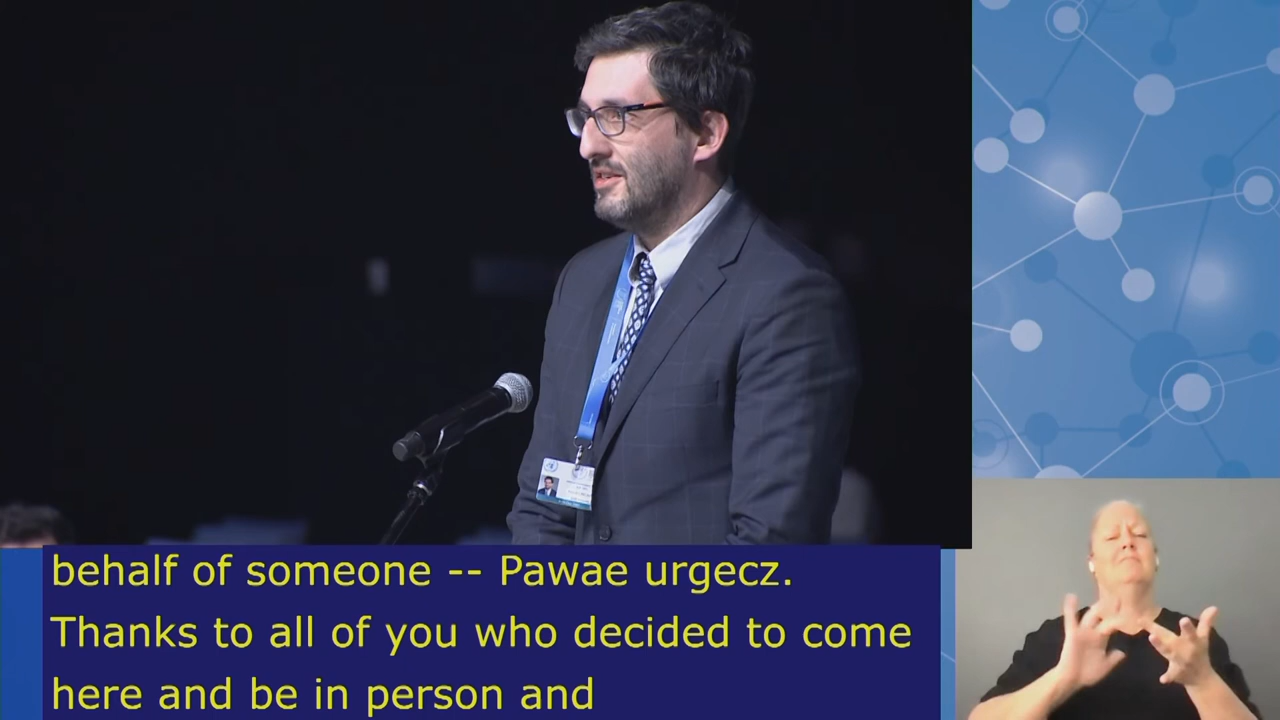 behalf of someone -- Pawae urgecz.
Thanks to all of you who decided to come
here and be in person and